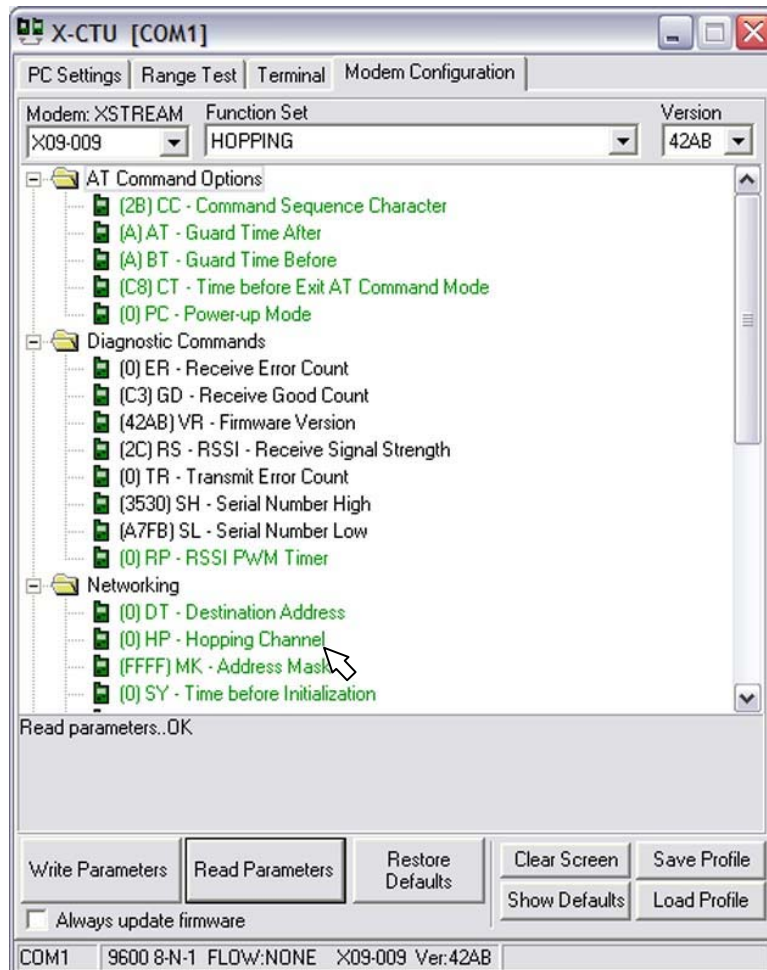 X-CTU [COM1]
PC Settings Range Test Terminal Modem Configuration
Modem: XSTREAM Function Set Version
X09-009 HOPPING 42AB
AT Command Options
(2B) CC - Command Sequence Character
(A) AT - Guard Time After
(A) BT - Guard Time Before
(C8) CT - Time before Exit AT Command Mode
(0) PC - Power-up Mode
Diagnostic Commands
(0) ER - Receive Error Count
(C3) GD - Receive Good Count
(42AB) VR - Firmware Version
(2C) RS - RSSI - Receive Signal Strength
(0) TR - Transmit Error Count
(3530) SH - Serial Number High
(A7FB) SL - Serial Number Low
(0) RP - RSSI PWM Timer
Networking
(0) DT - Destination Address
(0) HP - Hopping Channel
(FFFF) MK - Address Mask
(0) SY - Time before Initialization
Read parameters..OK
Write Parameters Read Parameters Restore Defaults Clear Screen Save Profile
Show Defaults Load Profile
Always update firmware
COM1 9600 8-N-1 FLOW:NONE X09-009 Ver:42AB